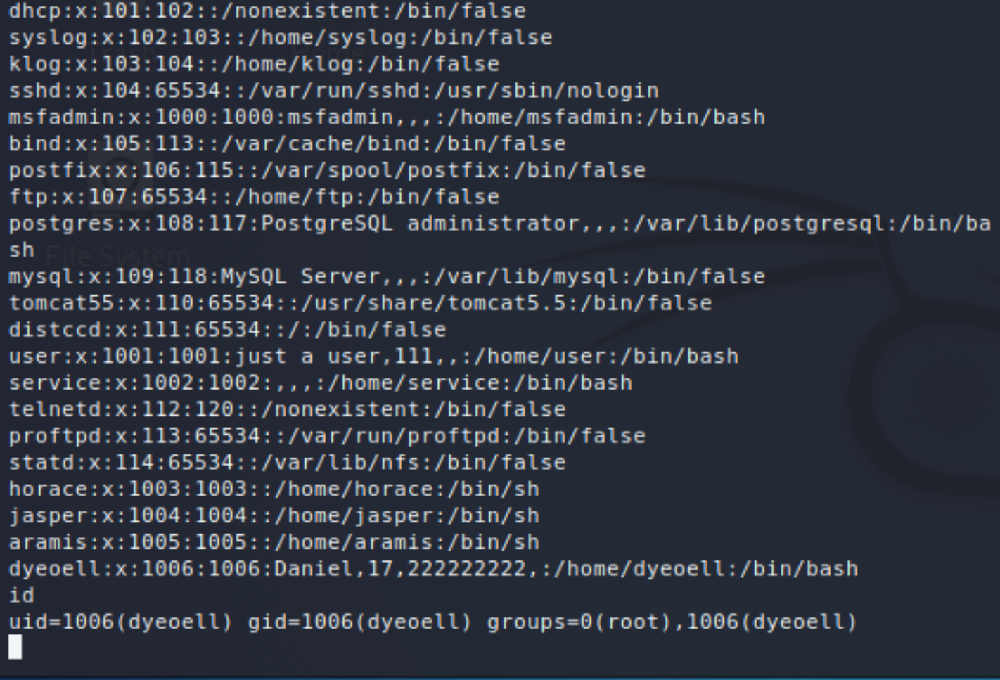 dhcp:x:101:102::/nonexistent:/bin/false
syslog:x:102:103::/home/syslog:/bin/false
klog:x:103:104::/home/klog:/bin/false
sshd:x:104:65534::/var/run/sshd:/usr/sbin/nologin
msfadmin:x:1000:1000:msfadmin,,,:/home/msfadmin:/bin/bash
bind:x:105:113::/var/cache/bind:/bin/false
postfix:x:106:115::/var/spool/postfix:/bin/false
ftp:x:107:65534::/home/ftp:/bin/false
postgres:x:108:117:PostgreSQL administrator,,,:/var/lib/postgresql:/bin/ba
sh
File System
mysql:x:109:118:MySQL Server,,,:/var/lib/mysql:/bin/false
tomcat55:x:110:65534::/usr/share/tomcat5.5:/bin/false
distccd:x:111:65534::/:/bin/false
user:x:1001:1001:just a user,111,,:/home/user:/bin/bash
service:x:1002:1002:,,,:/home/service:/bin/bash
telnetd:x:112:120::/nonexistent:/bin/false
proftpd:x:113:65534::/var/run/proftpd:/bin/false
statd:x:114:65534::/var/lib/nfs:/bin/false
horace:x:1003:1003::/home/horace:/bin/sh
jasper:x:1004:1004::/home/jasper:/bin/sh
aramis:x:1005:1005::/home/aramis:/bin/sh
dyeoell:x:1006:1006:Daniel,17,222222222,:/home/dyeoell:/bin/bash
id
uid=1006(dyeoell) gid=1006(dyeoell) groups=0(root),1006(dyeoell)